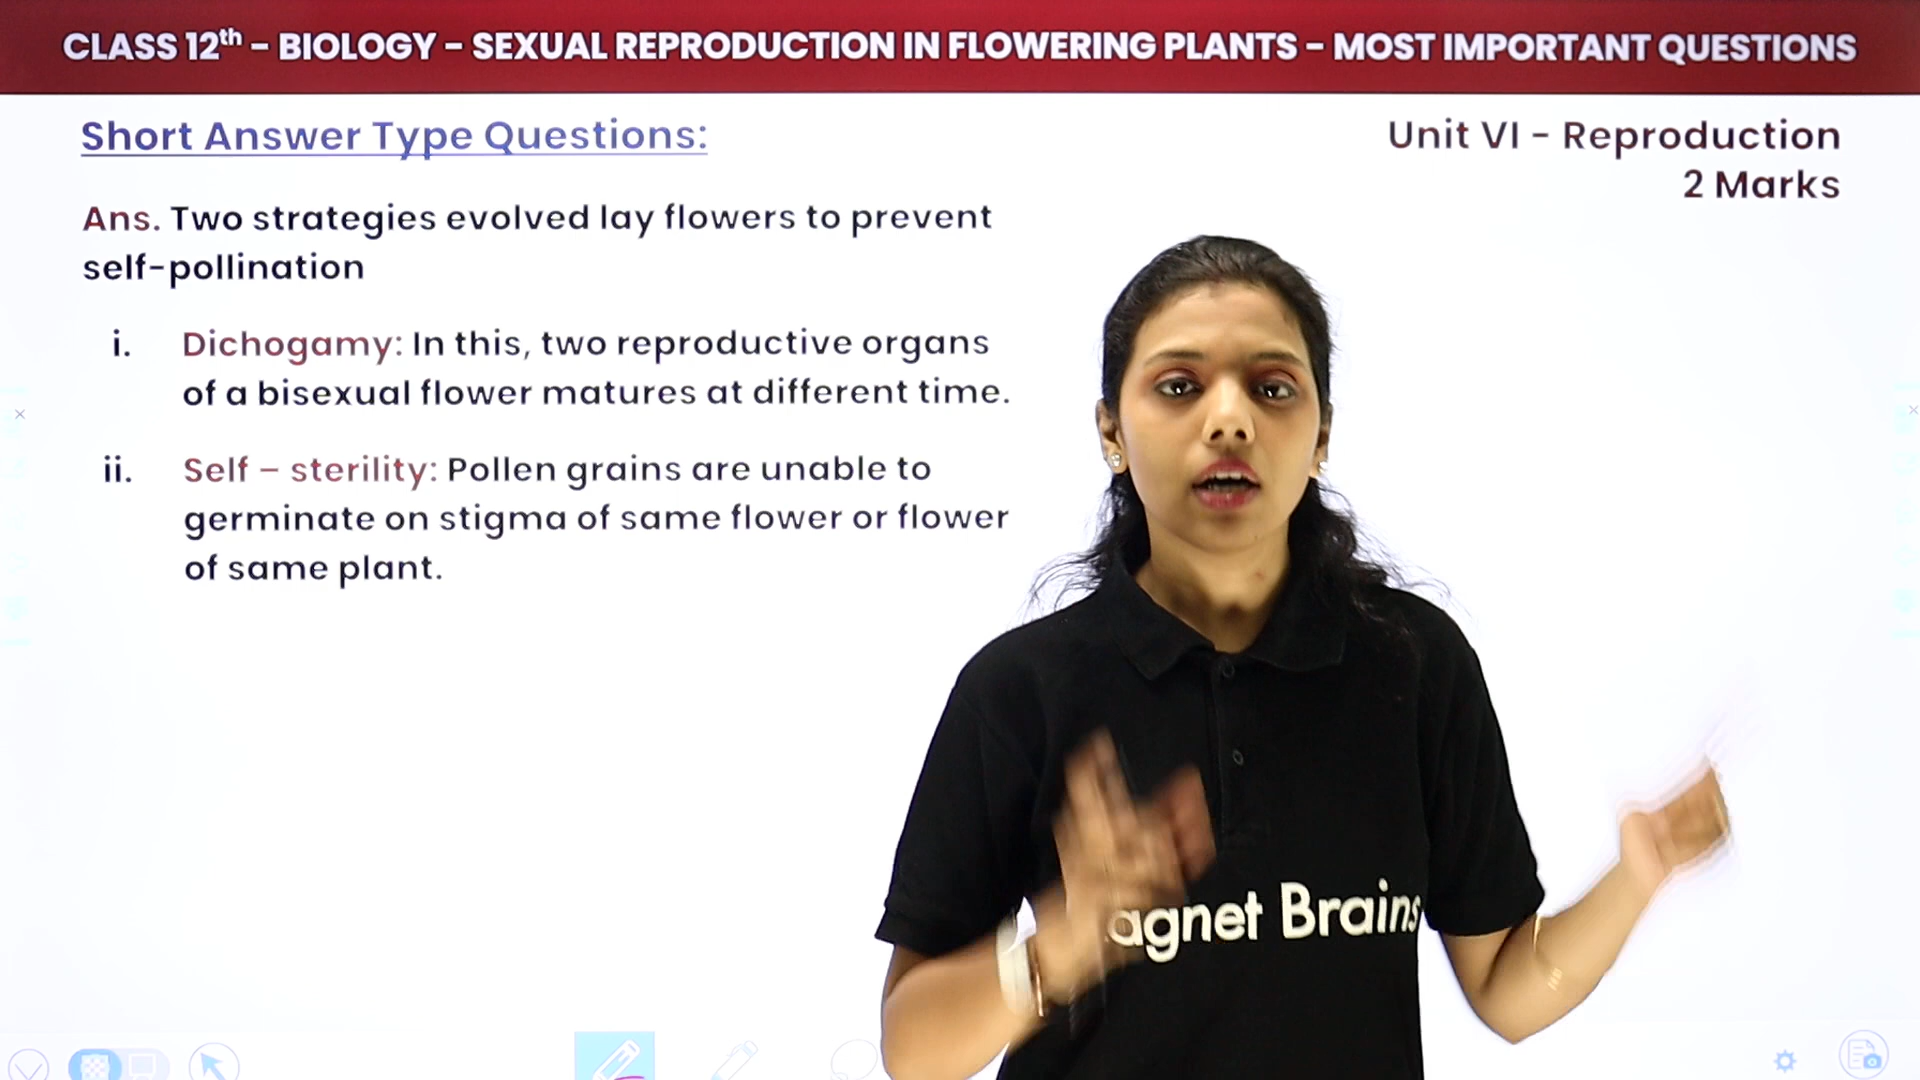 CLASS 12th - BIOLOGY - SEXUAL REPRODUCTION IN FLOWERING PLANTS - MOST IMPORTANT QUESTIONS
Short Answer Type Questions:
Unit VI - Reproduction
2 Marks
Ans. Two strategies evolved lay flowers to prevent
self-pollination
i. Dichogamy: In this, two reproductive organs
of a bisexual flower matures at different time.
ii. Self – sterility: Pollen grains are unable to
germinate on stigma of same flower or flower
of same plant.
agnet Brains